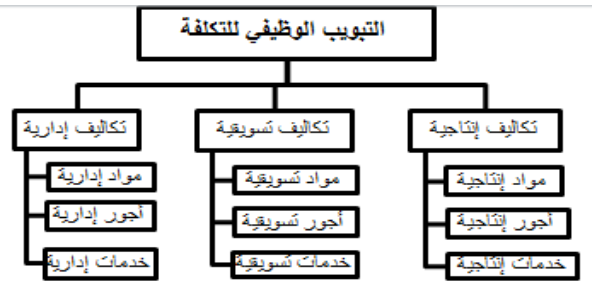 التبويب الوظيفي للتكلفة
تكاليف إنتاجية
تكاليف تسويقية
تكاليف إدارية
مواد إنتاجية
مواد تسويقية
مواد إدارية
أجور إنتاجية
أجور تسويقية
أجور إدارية
خدمات إنتاجية
خدمات تسويقية
خدمات إدارية